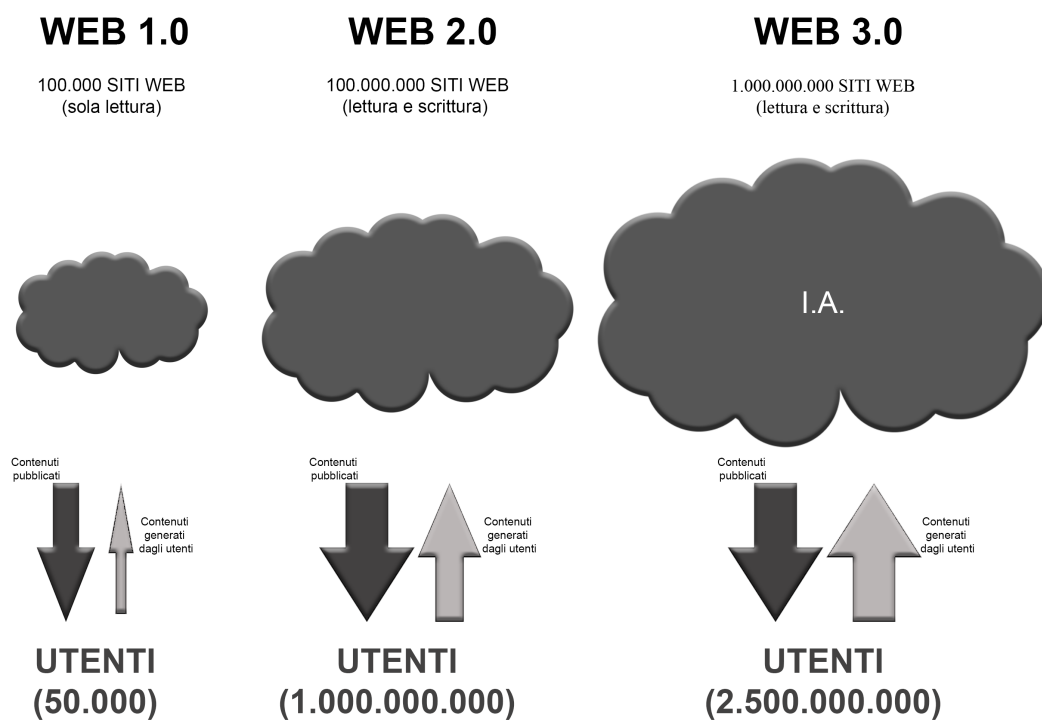 WEB 1.0
100.000 SITI WEB
(sola lettura)
Contenuti
pubblicati
Contenuti
generati
dagli utenti
UTENTI
(50.000)
WEB 2.0
100.000.000 SITI WEB
(lettura e scrittura)
Contenuti
pubblicati
Contenuti
generati
dagli utenti
UTENTI
(1.000.000.000)
WEB 3.0
1.000.000.000 SITI WEB
(lettura e scrittura)
I.A.
Contenuti
pubblicati
Contenuti
generati
dagli utenti
UTENTI
(2.500.000.000)